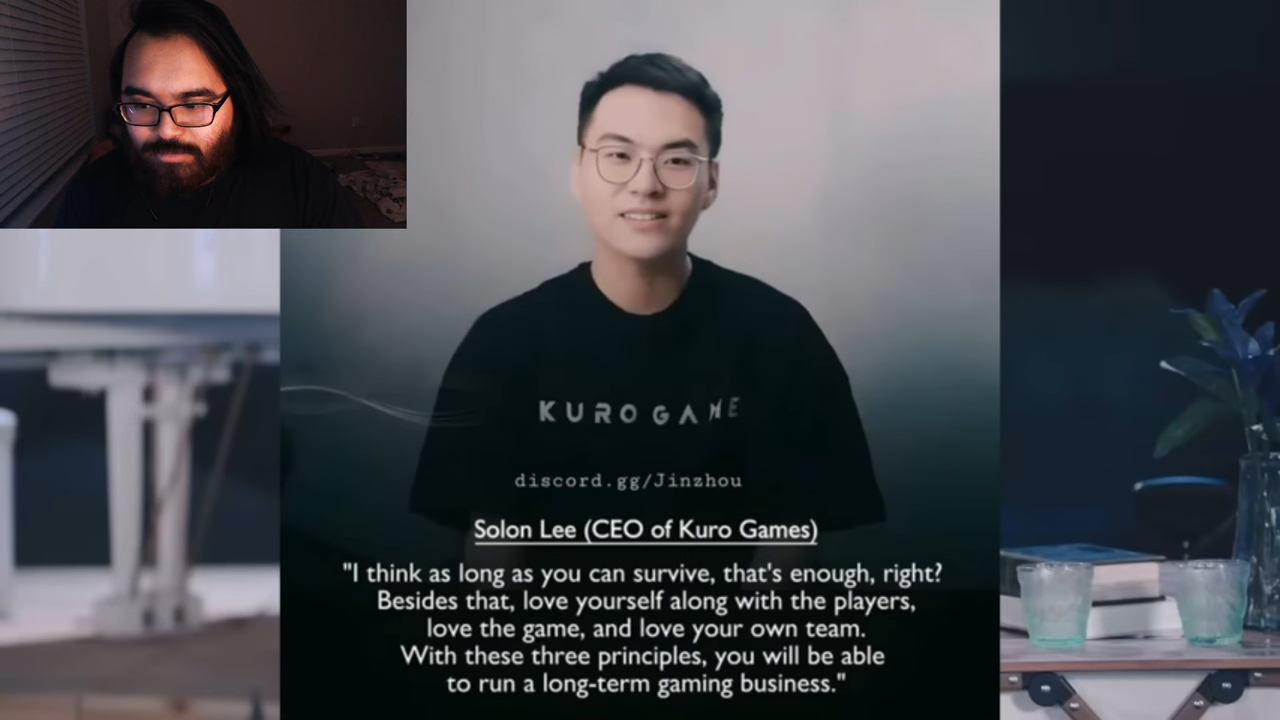 KURO GAME
discord.gg/Jinzhou
Solon Lee (CEO of Kuro Games)
"I think as long as you can survive, that's enough, right?
Besides that, love yourself along with the players,
love the game, and love your own team.
With these three principles, you will be able
to run a long-term gaming business."